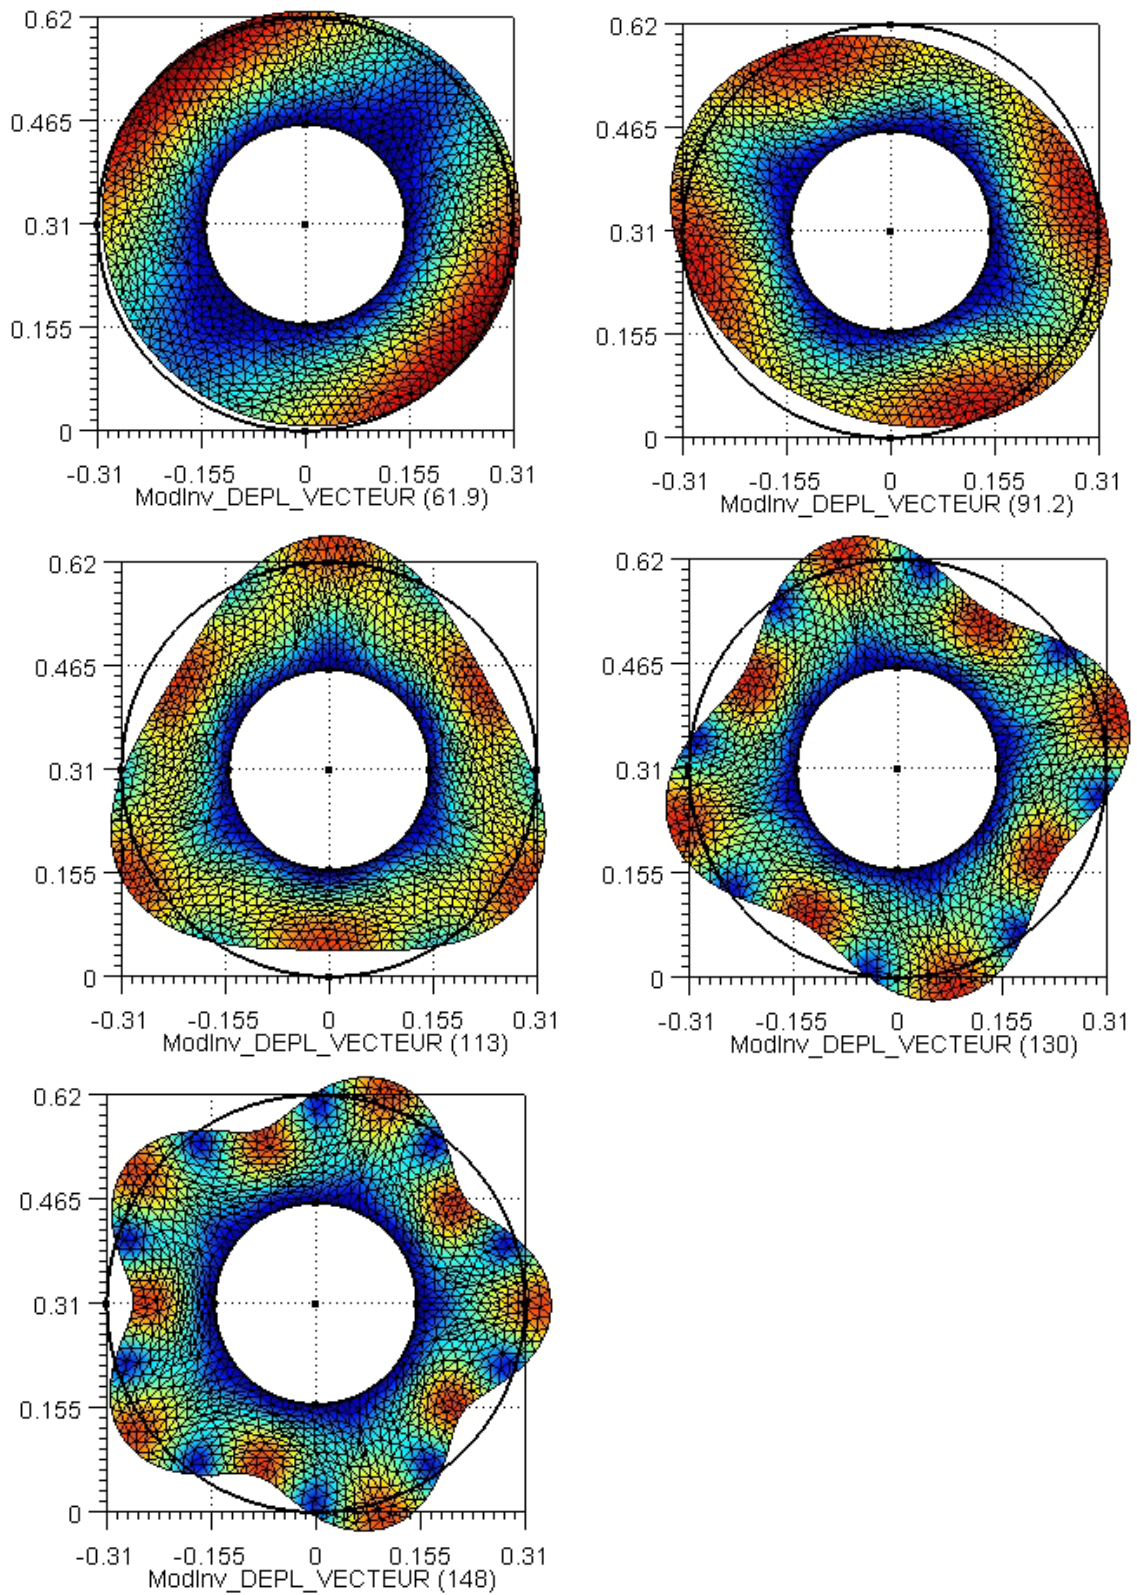 0.62
0.465
0.31
0.155
0
-0.31 -0.155 0 0.155 0.31
ModInv_DEPL_VECTEUR (61.9)
0.62
0.465
0.31
0.155
0
-0.31 -0.155 0 0.155 0.31
ModInv_DEPL_VECTEUR (91.2)
0.62
0.465
0.31
0.155
0
-0.31 -0.155 0 0.155 0.31
ModInv_DEPL_VECTEUR (113)
0.62
0.465
0.31
0.155
0
-0.31 -0.155 0 0.155 0.31
ModInv_DEPL_VECTEUR (130)
0.62
0.465
0.31
0.155
0
-0.31 -0.155 0 0.155 0.31
ModInv_DEPL_VECTEUR (148)